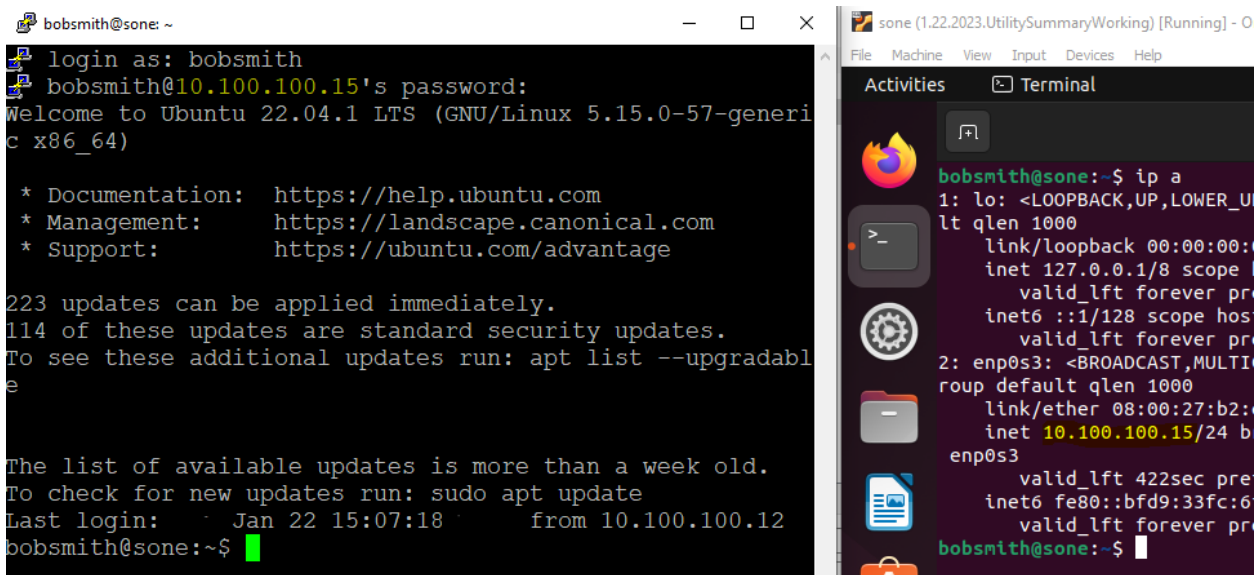 bobsmith@sone: ~
login as: bobsmith
bobsmith@10.100.100.15's password:
Welcome to Ubuntu 22.04.1 LTS (GNU/Linux 5.15.0-57-generi
c x86_64)
* Documentation: https://help.ubuntu.com
* Management: https://landscape.canonical.com
* Support: https://ubuntu.com/advantage
223 updates can be applied immediately.
114 of these updates are standard security updates.
To see these additional updates run: apt list --upgradabl
e
The list of available updates is more than a week old.
To check for new updates run: sudo apt update
Last login: Jan 22 15:07:18 from 10.100.100.12
bobsmith@sone:~$
sone (1.22.2023.UtilitySummaryWorking) [Running] - O
File Machine View Input Devices Help
Activities Terminal
bobsmith@sone:~$ ip a
1: lo: <LOOPBACK,UP,LOWER_U
lt qlen 1000
link/loopback 00:00:00:
inet 127.0.0.1/8 scope
valid_lft forever pre
inet6 ::1/128 scope hos
valid_lft forever pre
2: enp0s3: <BROADCAST,MULTI
roup default qlen 1000
link/ether 08:00:27:b2:
inet 10.100.100.15/24 b
enp0s3
valid_lft 422sec pre
inet6 fe80::bfd9:33fc:6
valid_lft forever pre
bobsmith@sone:~$